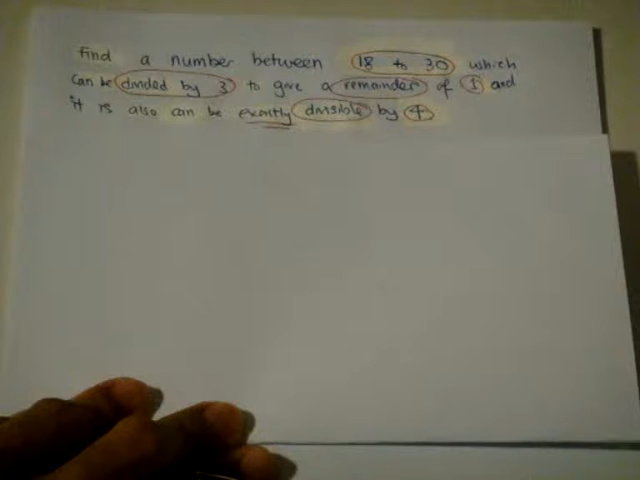 find a number between 18 to 30 which
can be divided by 3 to give a remainder of 1 and
it is also can be exactly divisible by 4